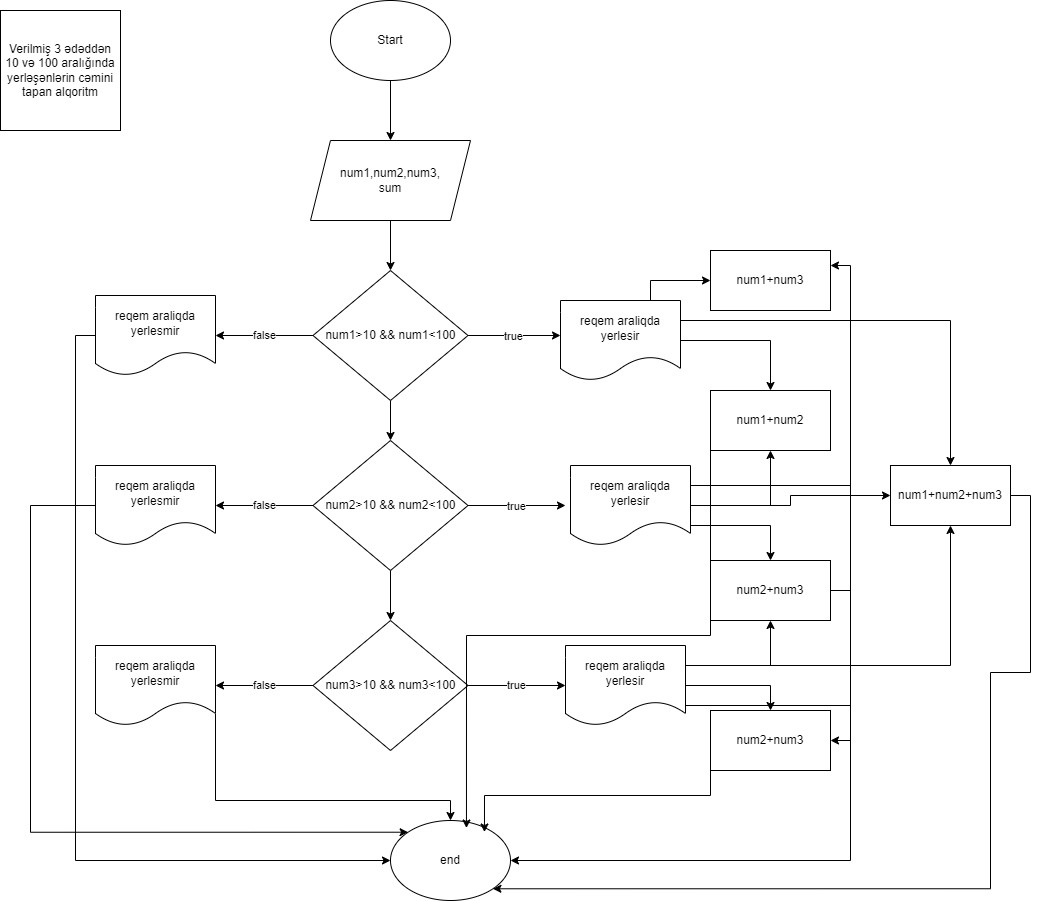 Start
Verilmiş 3 ədəddən
10 və 100 aralığında
yerləşənlərin cəmini
tapan alqoritm
num1,num2,num3,
sum
num1+num3
reqem araliqda
yerlesmir
false
num1>10 && num1<100
true
reqem araliqda
yerlesir
num1+num2
reqem araliqda
yerlesmir
false
num2>10 && num2<100
true
reqem araliqda
yerlesir
num1+num2+num3
num2+num3
reqem araliqda
yerlesmir
false
num3>10 && num3<100
true
reqem araliqda
yerlesir
num2+num3
end